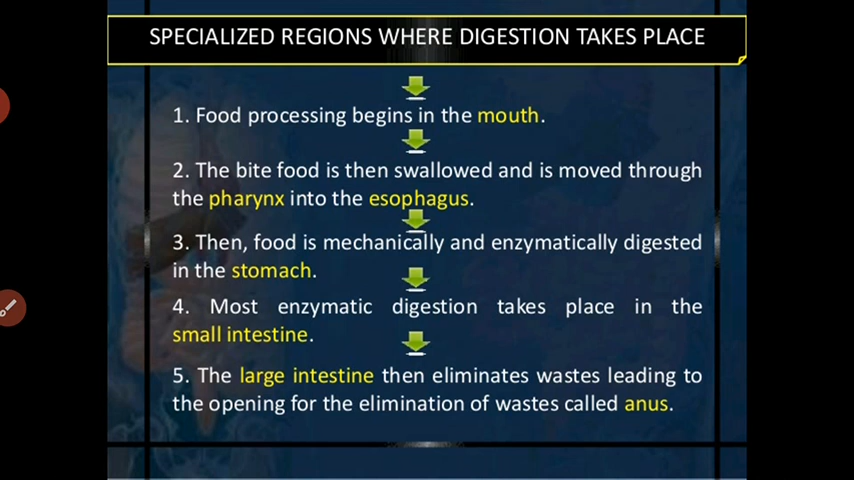 SPECIALIZED REGIONS WHERE DIGESTION TAKES PLACE
1. Food processing begins in the mouth.
2. The bite food is then swallowed and is moved through
the pharynx into the esophagus.
3. Then, food is mechanically and enzymatically digested
in the stomach.
4. Most enzymatic digestion takes place in the
small intestine.
5. The large intestine then eliminates wastes leading to
the opening for the elimination of wastes called anus.